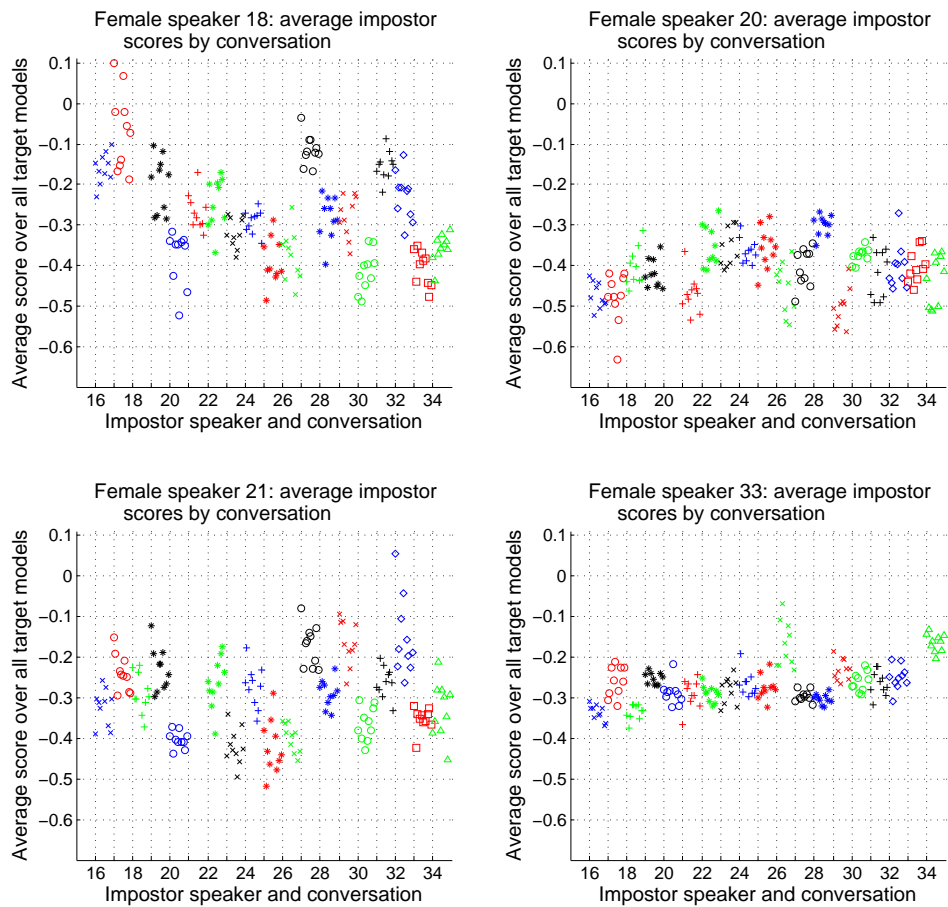 Female speaker 18: average impostor
scores by conversation
0.1
0
−0.1
−0.2
−0.3
−0.4
−0.5
−0.6
Average score over all target models
16 18 20 22 24 26 28 30 32 34
Impostor speaker and conversation
Female speaker 20: average impostor
scores by conversation
0.1
0
−0.1
−0.2
−0.3
−0.4
−0.5
−0.6
Average score over all target models
16 18 20 22 24 26 28 30 32 34
Impostor speaker and conversation
Female speaker 21: average impostor
scores by conversation
0.1
0
−0.1
−0.2
−0.3
−0.4
−0.5
−0.6
Average score over all target models
16 18 20 22 24 26 28 30 32 34
Impostor speaker and conversation
Female speaker 33: average impostor
scores by conversation
0.1
0
−0.1
−0.2
−0.3
−0.4
−0.5
−0.6
Average score over all target models
16 18 20 22 24 26 28 30 32 34
Impostor speaker and conversation